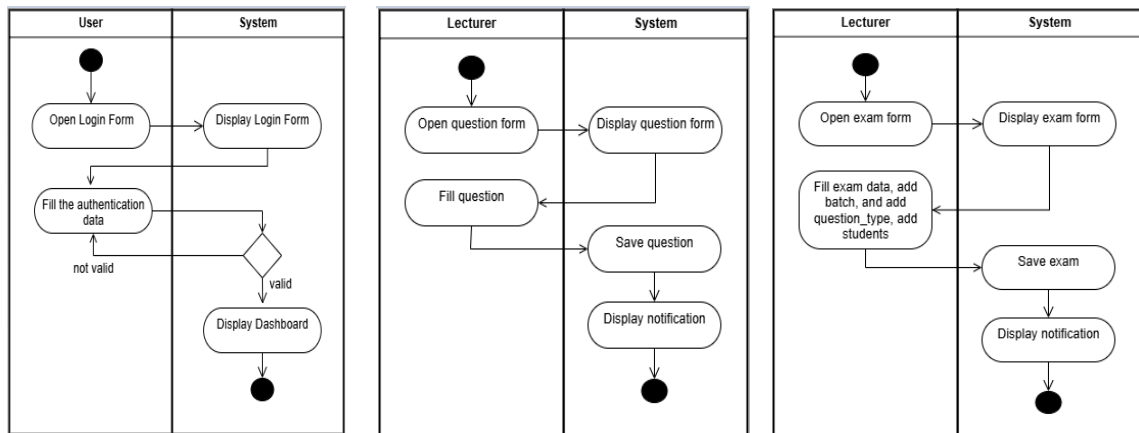 User
System
Open Login Form
Display Login Form
Fill the authentication
data
not valid
valid
Display Dashboard
Lecturer
System
Open question form
Display question form
Fill question
Save question
Display notification
Lecturer
System
Open exam form
Display exam form
Fill exam data, add
batch, and add
question_type, add
students
Save exam
Display notification